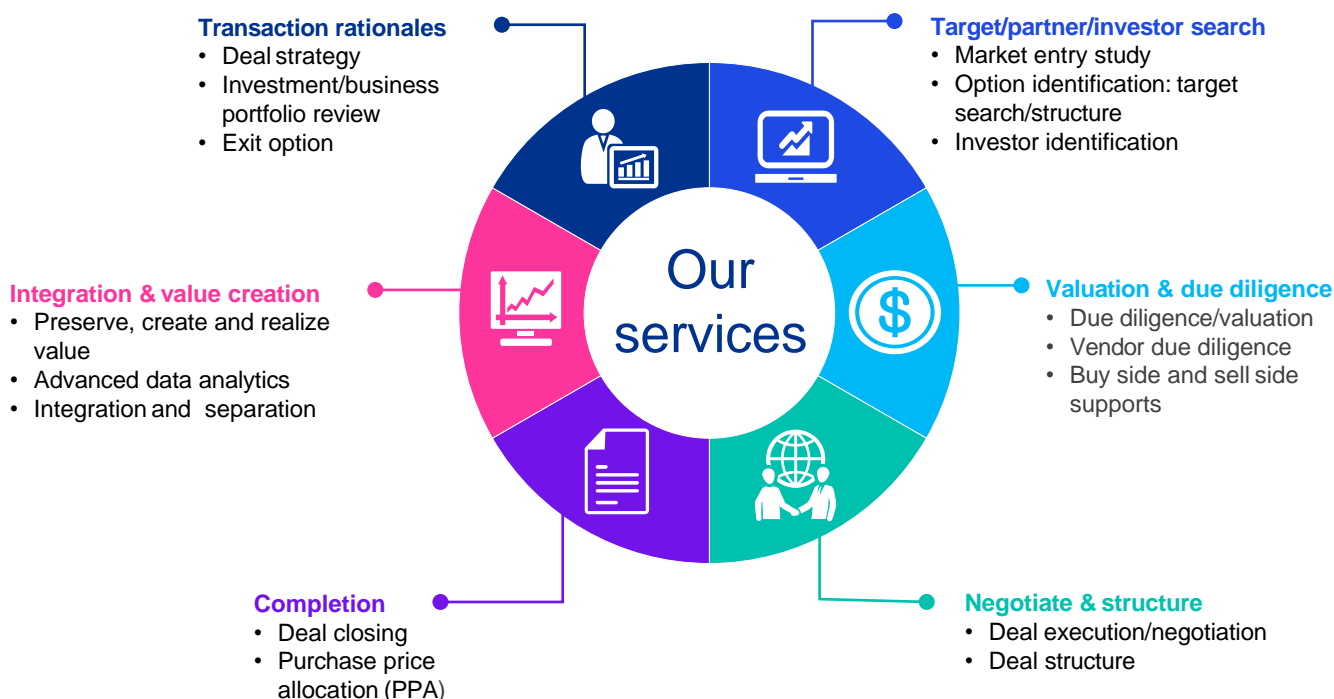 Transaction rationales
• Deal strategy
• Investment/business
portfolio review
• Exit option
Target/partner/investor search
• Market entry study
• Option identification: target
search/structure
• Investor identification
Our
services
Integration & value creation
• Preserve, create and realize
value
• Advanced data analytics
• Integration and separation
Valuation & due diligence
• Due diligence/valuation
• Vendor due diligence
• Buy side and sell side
supports
$
Completion
• Deal closing
• Purchase price
allocation (PPA)
Negotiate & structure
• Deal execution/negotiation
• Deal structure